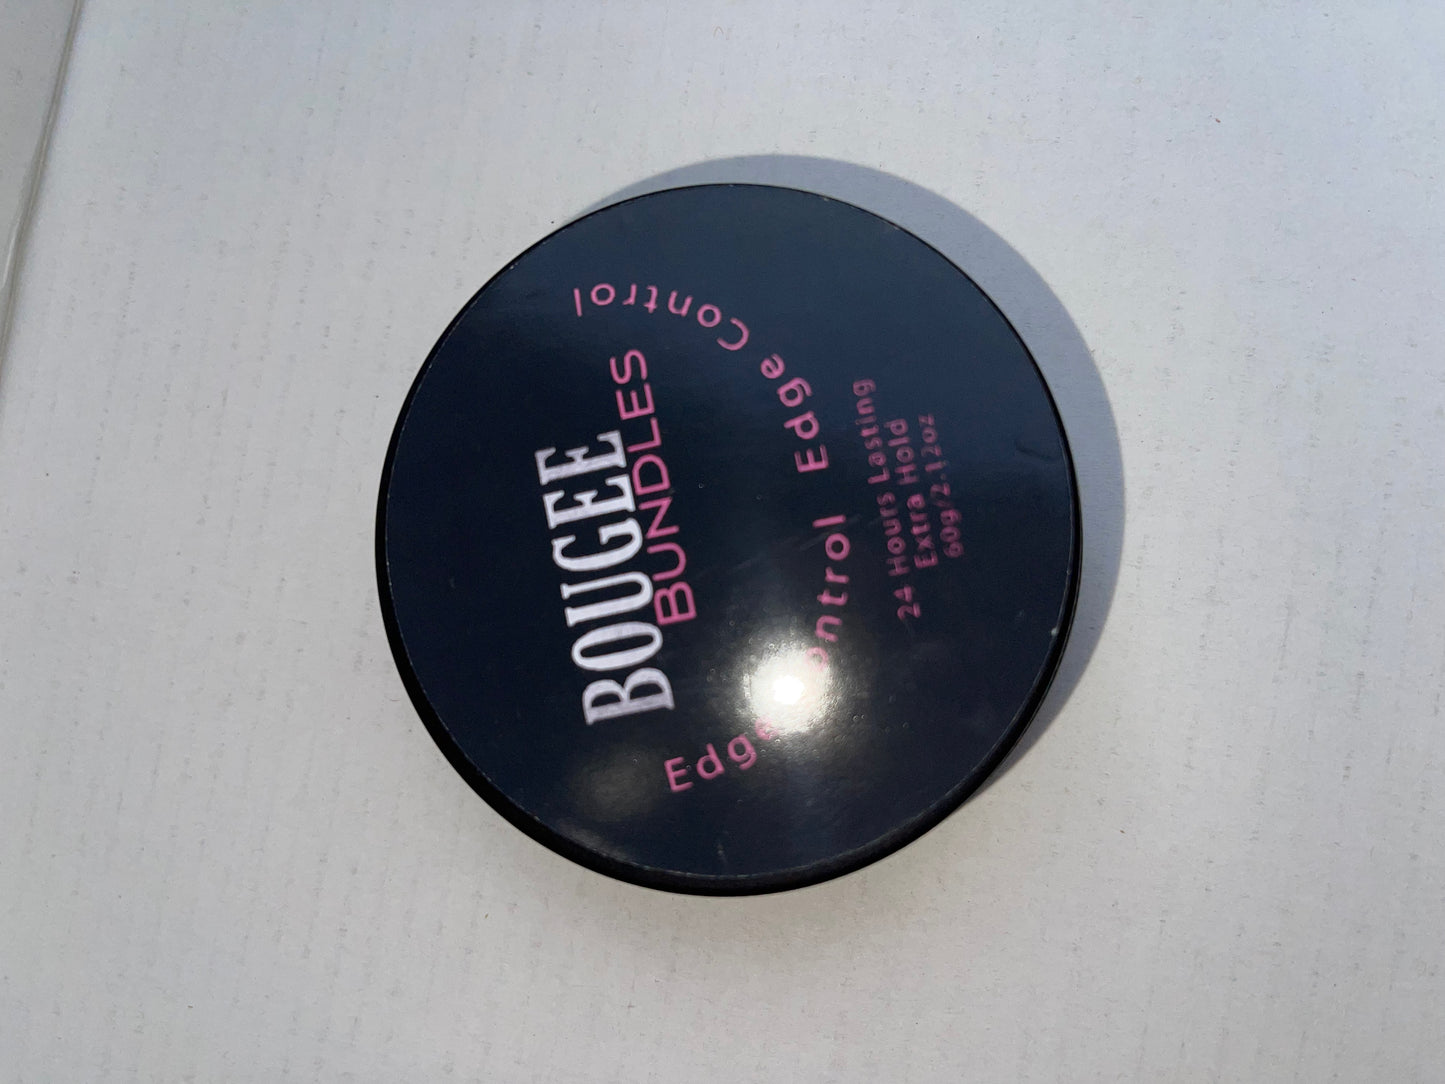 BOUGEE
BUNDLES
Edge Control Edge Control
24 Hours Lasting
Extra Hold
60g/2.12oz